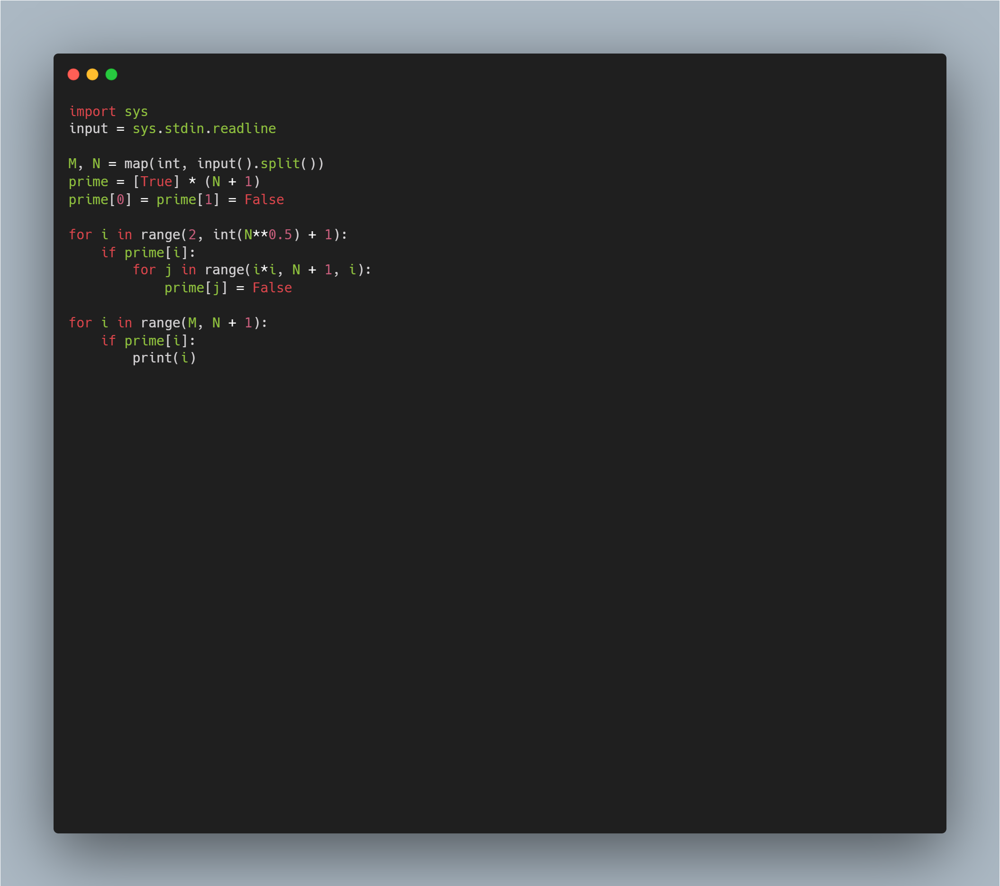 import sys
input = sys.stdin.readline

M, N = map(int, input().split())
prime = [True] * (N + 1)
prime[0] = prime[1] = False

for i in range(2, int(N**0.5) + 1):
    if prime[i]:
        for j in range(i*i, N + 1, i):
            prime[j] = False

for i in range(M, N + 1):
    if prime[i]:
        print(i)